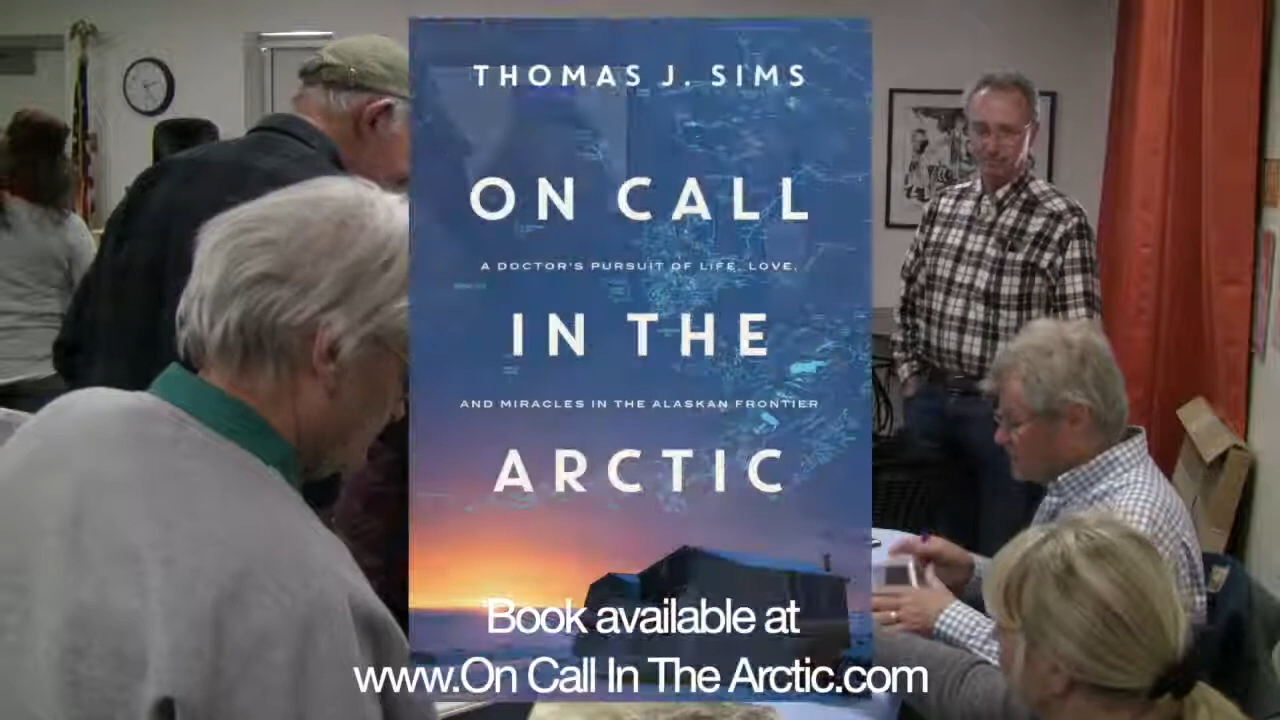 THOMAS J. SIMS
ON CALL
A DOCTOR'S PURSUIT OF LIFE, LOVE,
IN THE
AND MIRACLES IN THE ALASKAN FRONTIER
ARCTIC
Book available at
www.On Call In The Arctic.com